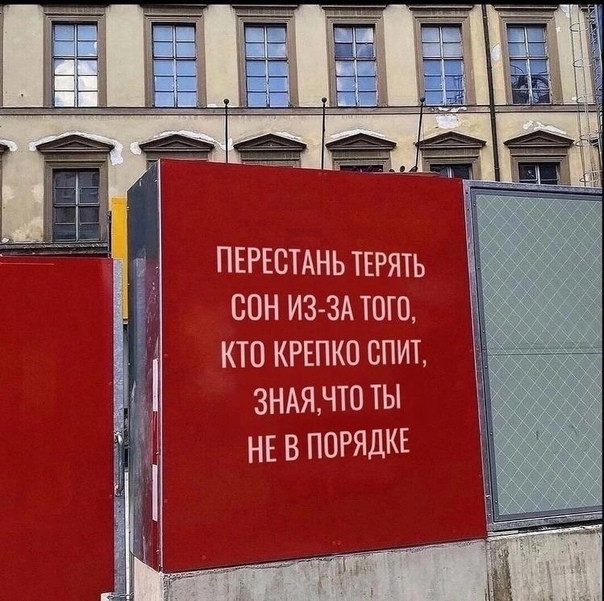 ПЕРЕСТАНЬ ТЕРЯТЬ
СОН ИЗ-ЗА ТОГО,
КТО КРЕПКО СПИТ,
ЗНАЯ,ЧТО ТЫ
НЕ В ПОРЯДКЕ